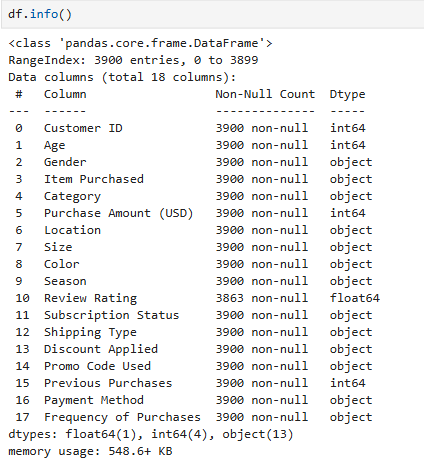 df.info()
<class 'pandas.core.frame.DataFrame'>
RangeIndex: 3900 entries, 0 to 3899
Data columns (total 18 columns):
 #   Column                  Non-Null Count  Dtype
---  ------                  --------------  -----
 0   Customer ID             3900 non-null   int64
 1   Age                     3900 non-null   int64
 2   Gender                  3900 non-null   object
 3   Item Purchased          3900 non-null   object
 4   Category                3900 non-null   object
 5   Purchase Amount (USD)   3900 non-null   int64
 6   Location                3900 non-null   object
 7   Size                    3900 non-null   object
 8   Color                   3900 non-null   object
 9   Season                  3900 non-null   object
 10  Review Rating           3863 non-null   float64
 11  Subscription Status     3900 non-null   object
 12  Shipping Type           3900 non-null   object
 13  Discount Applied        3900 non-null   object
 14  Promo Code Used         3900 non-null   object
 15  Previous Purchases      3900 non-null   int64
 16  Payment Method          3900 non-null   object
 17  Frequency of Purchases  3900 non-null   object
dtypes: float64(1), int64(4), object(13)
memory usage: 548.6+ KB